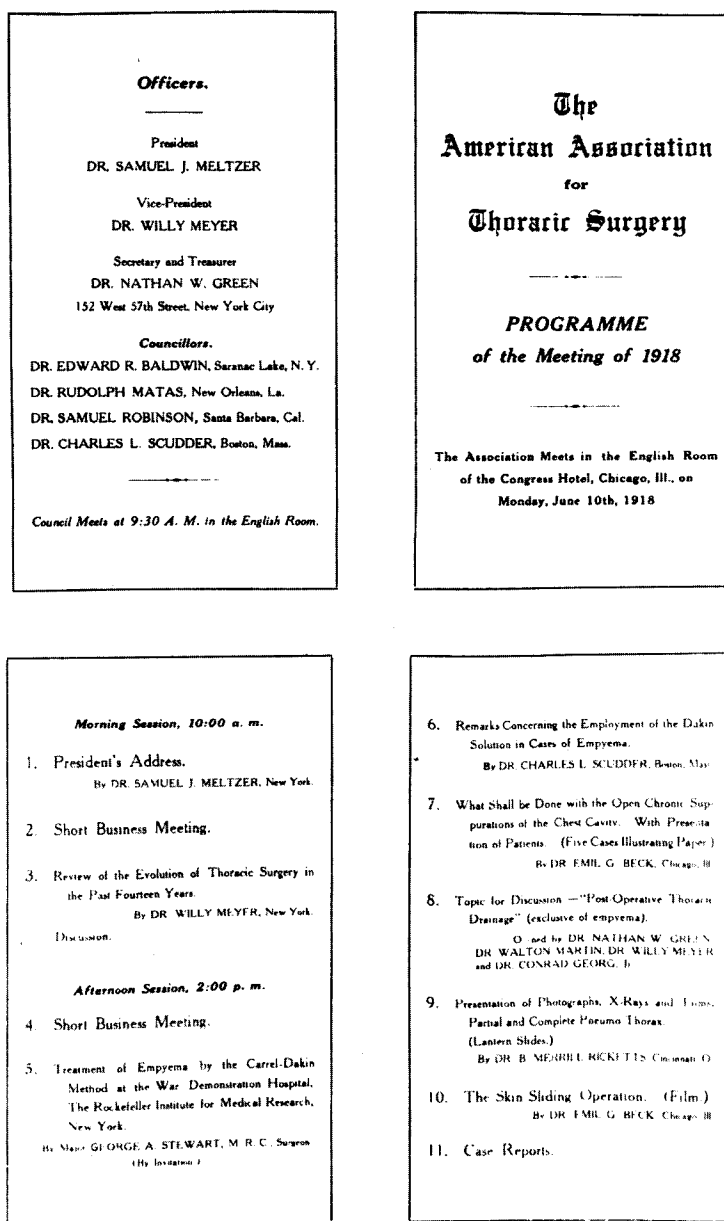 Officers.
President
DR. SAMUEL J. MELTZER
Vice-President
DR. WILLY MEYER
Secretary and Treasurer
DR. NATHAN W. GREEN
152 West 57th Street, New York City
Councillors.
DR. EDWARD R. BALDWIN, Saranac Lake, N. Y.
DR. RUDOLPH MATAS, New Orleans, La.
DR. SAMUEL ROBINSON, Santa Barbara, Cal.
DR. CHARLES L. SCUDDER, Boston, Mass.
Council Meets at 9:30 A. M. in the English Room.
The
American Association
for
Thoracic Surgery
PROGRAMME
of the Meeting of 1918
The Association Meets in the English Room
of the Congress Hotel, Chicago, Ill., on
Monday, June 10th, 1918
Morning Session, 10:00 a. m.
1. President's Address.
By DR. SAMUEL J. MELTZER, New York.
2. Short Business Meeting.
3. Review of the Evolution of Thoracic Surgery in
the Past Fourteen Years.
By DR. WILLY MEYER, New York.
Discussion.
Afternoon Session, 2:00 p. m.
4. Short Business Meeting.
5. Treatment of Empyema by the Carrel-Dakin
Method at the War Demonstration Hospital,
The Rockefeller Institute for Medical Research,
New York.
By Major GEORGE A. STEWART, M. R. C., Surgeon
(By Invitation.)
6. Remarks Concerning the Employment of the Dakin
Solution in Cases of Empyema.
By DR. CHARLES L. SCUDDER, Boston,
7. What Shall be Done with the Open Chronic Sup-
purations of the Chest Cavity. With Presenta-
tion of Patients. (Five Cases Illustrating Paper.)
By DR. EMIL G. BECK, Chicago, Ill.
8. Topic for Discussion—"Post-Operative Thoracic
Drainage" (exclusive of empyema).
by DR. NATHAN W. GREEN
DR. WALTON MARTIN, DR. WILLY MEYER
and DR. CONRAD GEORG, Jr.
9. Presentation of Photographs, X-Rays and
Partial and Complete Pneumo Thorax.
(Lantern Slides.)
By DR. B. MERRILL RICKETTS, Cincinnati, O.
10. The Skin Sliding Operation. (Film.)
By DR. EMIL G. BECK, Chicago, Ill.
11. Case Reports.